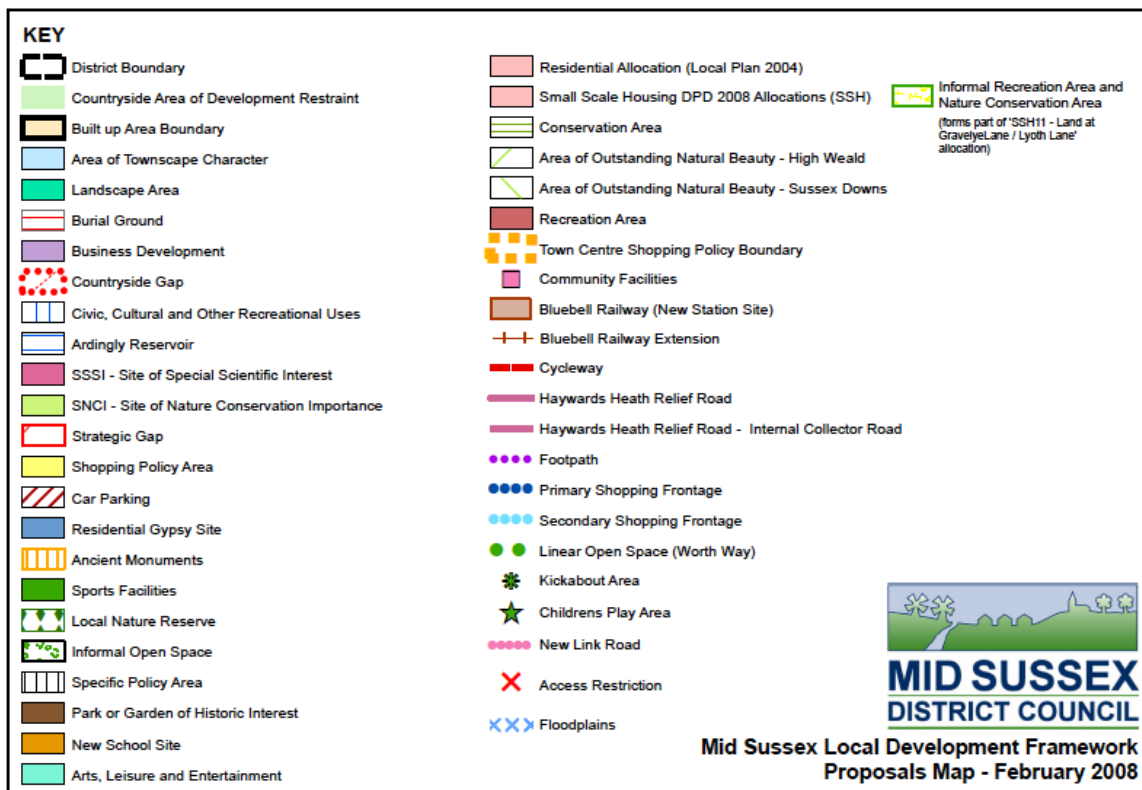 KEY
District Boundary
Countryside Area of Development Restraint
Built up Area Boundary
Area of Townscape Character
Landscape Area
Burial Ground
Business Development
Countryside Gap
Civic, Cultural and Other Recreational Uses
Ardingly Reservoir
SSSI - Site of Special Scientific Interest
SNCI - Site of Nature Conservation Importance
Strategic Gap
Shopping Policy Area
Car Parking
Residential Gypsy Site
Ancient Monuments
Sports Facilities
Local Nature Reserve
Informal Open Space
Specific Policy Area
Park or Garden of Historic Interest
New School Site
Arts, Leisure and Entertainment
Residential Allocation (Local Plan 2004)
Small Scale Housing DPD 2008 Allocations (SSH)
Conservation Area
Area of Outstanding Natural Beauty - High Weald
Area of Outstanding Natural Beauty - Sussex Downs
Recreation Area
Town Centre Shopping Policy Boundary
Community Facilities
Bluebell Railway (New Station Site)
Bluebell Railway Extension
Cycleway
Haywards Heath Relief Road
Haywards Heath Relief Road - Internal Collector Road
Footpath
Primary Shopping Frontage
Secondary Shopping Frontage
Linear Open Space (Worth Way)
Kickabout Area
Childrens Play Area
New Link Road
Access Restriction
Floodplains
Informal Recreation Area and
Nature Conservation Area
(forms part of 'SSH11 - Land at
GravelyeLane / Lyoth Lane'
allocation)
MID SUSSEX
DISTRICT COUNCIL
Mid Sussex Local Development Framework
Proposals Map - February 2008